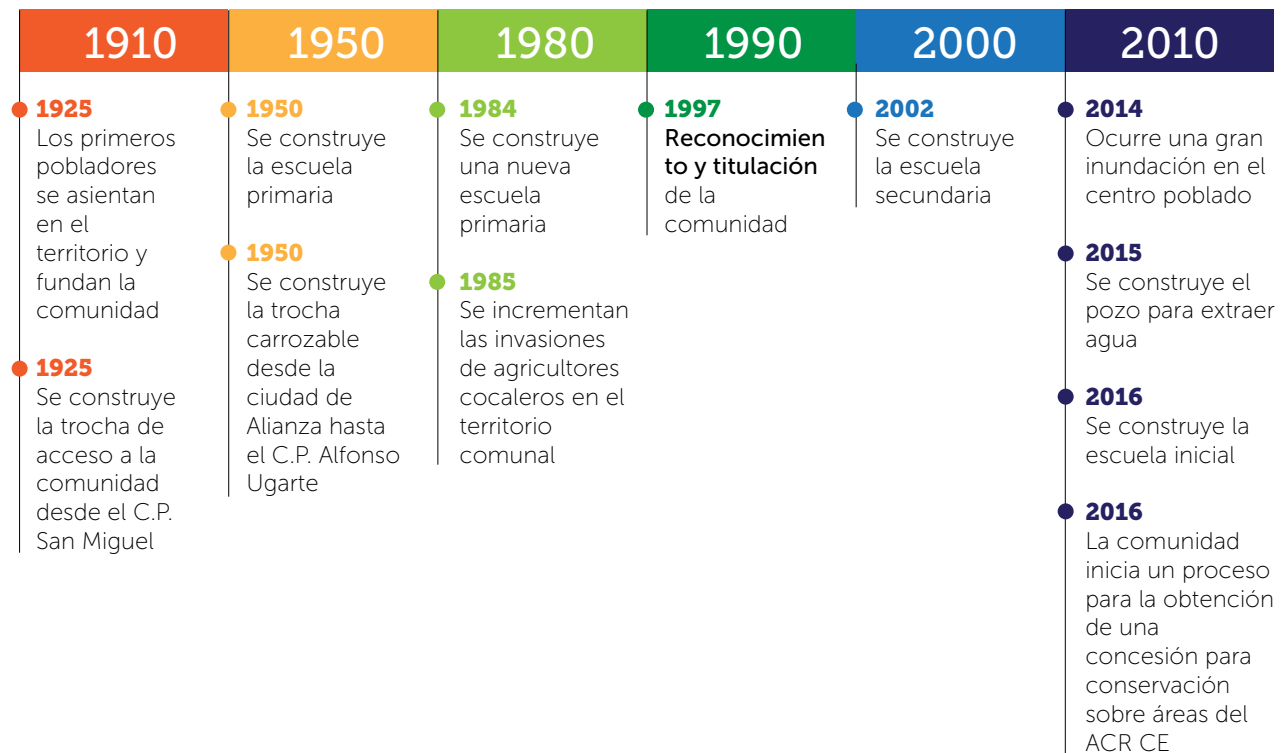 1910
1950
1980
1990
2000
2010
1925
Los primeros
pobladores
se asientan
en el
territorio y
fundan la
comunidad
1925
Se construye
la trocha de
acceso a la
comunidad
desde el C.P.
San Miguel
1950
Se construye
la escuela
primaria
1950
Se construye
la trocha
carrozable
desde la
ciudad de
Alianza hasta
el C.P. Alfonso
Ugarte
1984
Se construye
una nueva
escuela
primaria
1985
Se incrementan
las invasiones
de agricultores
cocaleros en el
territorio
comunal
1997
Reconocimien
to y titulación
de la
comunidad
2002
Se construye
la escuela
secundaria
2014
Ocurre una gran
inundación en el
centro poblado
2015
Se construye el
pozo para extraer
agua
2016
Se construye la
escuela inicial
2016
La comunidad
inicia un proceso
para la obtención
de una
concesión para
conservación
sobre áreas del
ACR CE